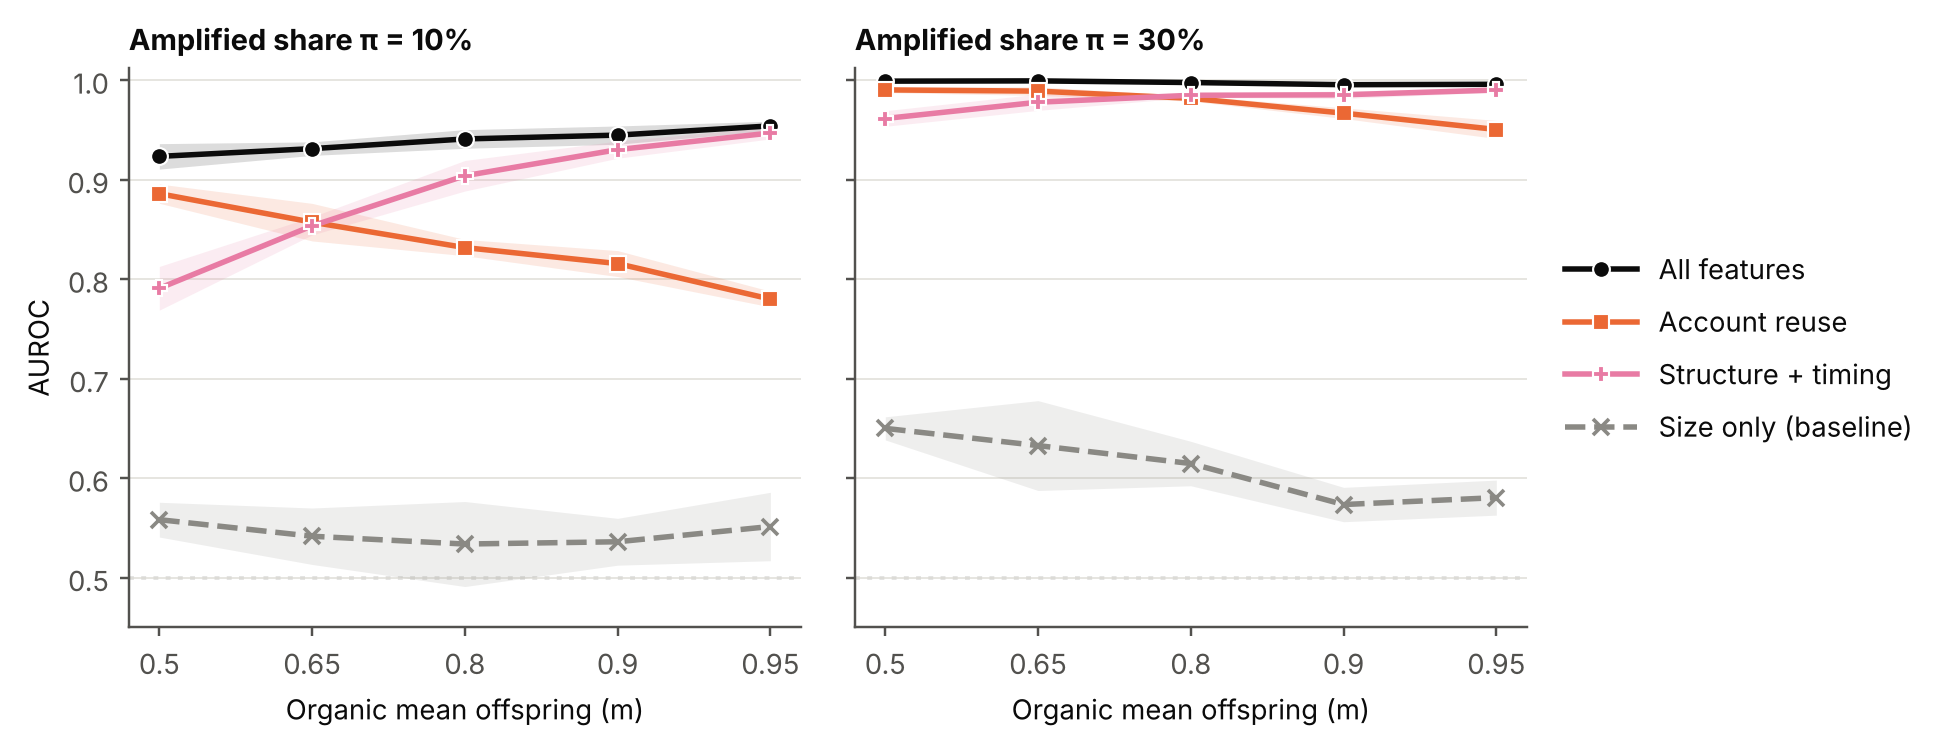 Amplified share π = 10%
Amplified share π = 30%
AUROC
1.0
0.9
0.8
0.7
0.6
0.5
0.5 0.65 0.8 0.9 0.95
0.5 0.65 0.8 0.9 0.95
Organic mean offspring (m)
Organic mean offspring (m)
All features
Account reuse
Structure + timing
Size only (baseline)